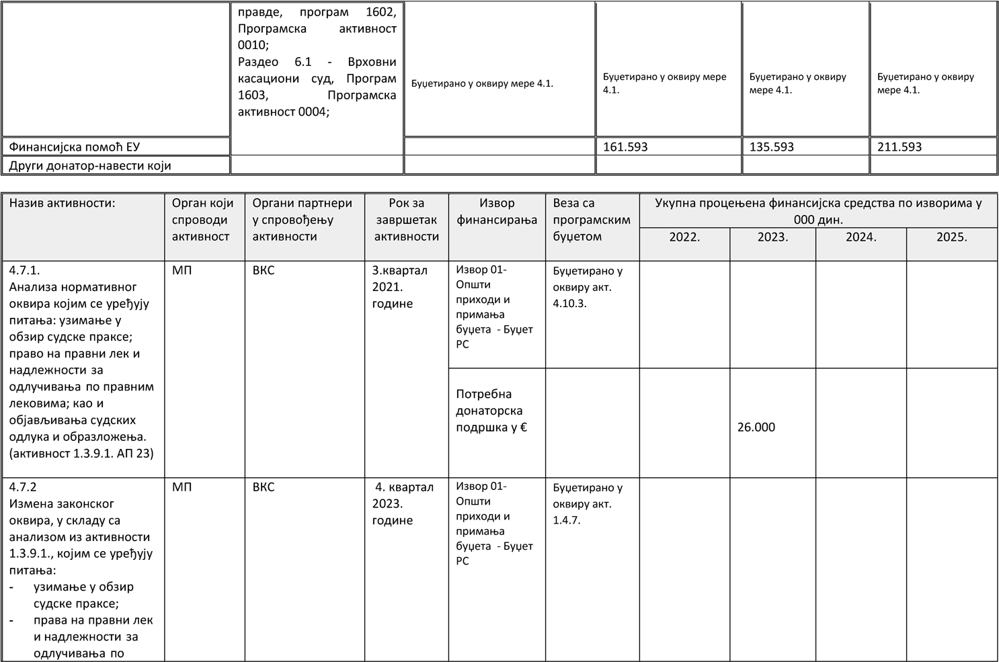 правде, програм 1602,
Програмска активност
0010;
Раздео 6.1 - Врховни
касациони суд, Програм
1603, Програмска
активност 0004;
Буџетирано у оквиру мере 4.1.
Буџетирано у оквиру мере
4.1.
Буџетирано у оквиру
мере 4.1.
Буџетирано у оквиру
мере 4.1.
Финансијска помоћ ЕУ
161.593
135.593
211.593
Други донатор-навести који
Назив активности:
Орган који
спроводи
активност
Органи партнери
у спровођењу
активности
Рок за
завршетак
активности
Извор
финансирања
Веза са
програмским
буџетом
Укупна процењена финансијска средства по изворима у
000 дин.
2022.
2023.
2024.
2025.
4.7.1.
Анализа нормативног
оквира којим се уређују
питања: узимање у
обзир судске праксе;
право на правни лек и
надлежности за
одлучивања по правним
лековима; као и
објављивања судских
одлука и образложења.
(активност 1.3.9.1. АП 23)
МП
ВКС
3.квартал
2021.
године
Извор 01-
Општи
приходи и
примања
буџета - Буџет
РС
Буџетирано у
оквиру акт.
4.10.3.
Потребна
донаторска
подршка у €
26.000
4.7.2
Измена законског
оквира, у складу са
анализом из активности
1.3.9.1., којим се уређују
питања:
- узимање у обзир
судске праксе;
- права на правни лек
и надлежности за
одлучивања по
МП
ВКС
4. квартал
2023.
године
Извор 01-
Општи
приходи и
примања
буџета - Буџет
РС
Буџетирано у
оквиру акт.
1.4.7.